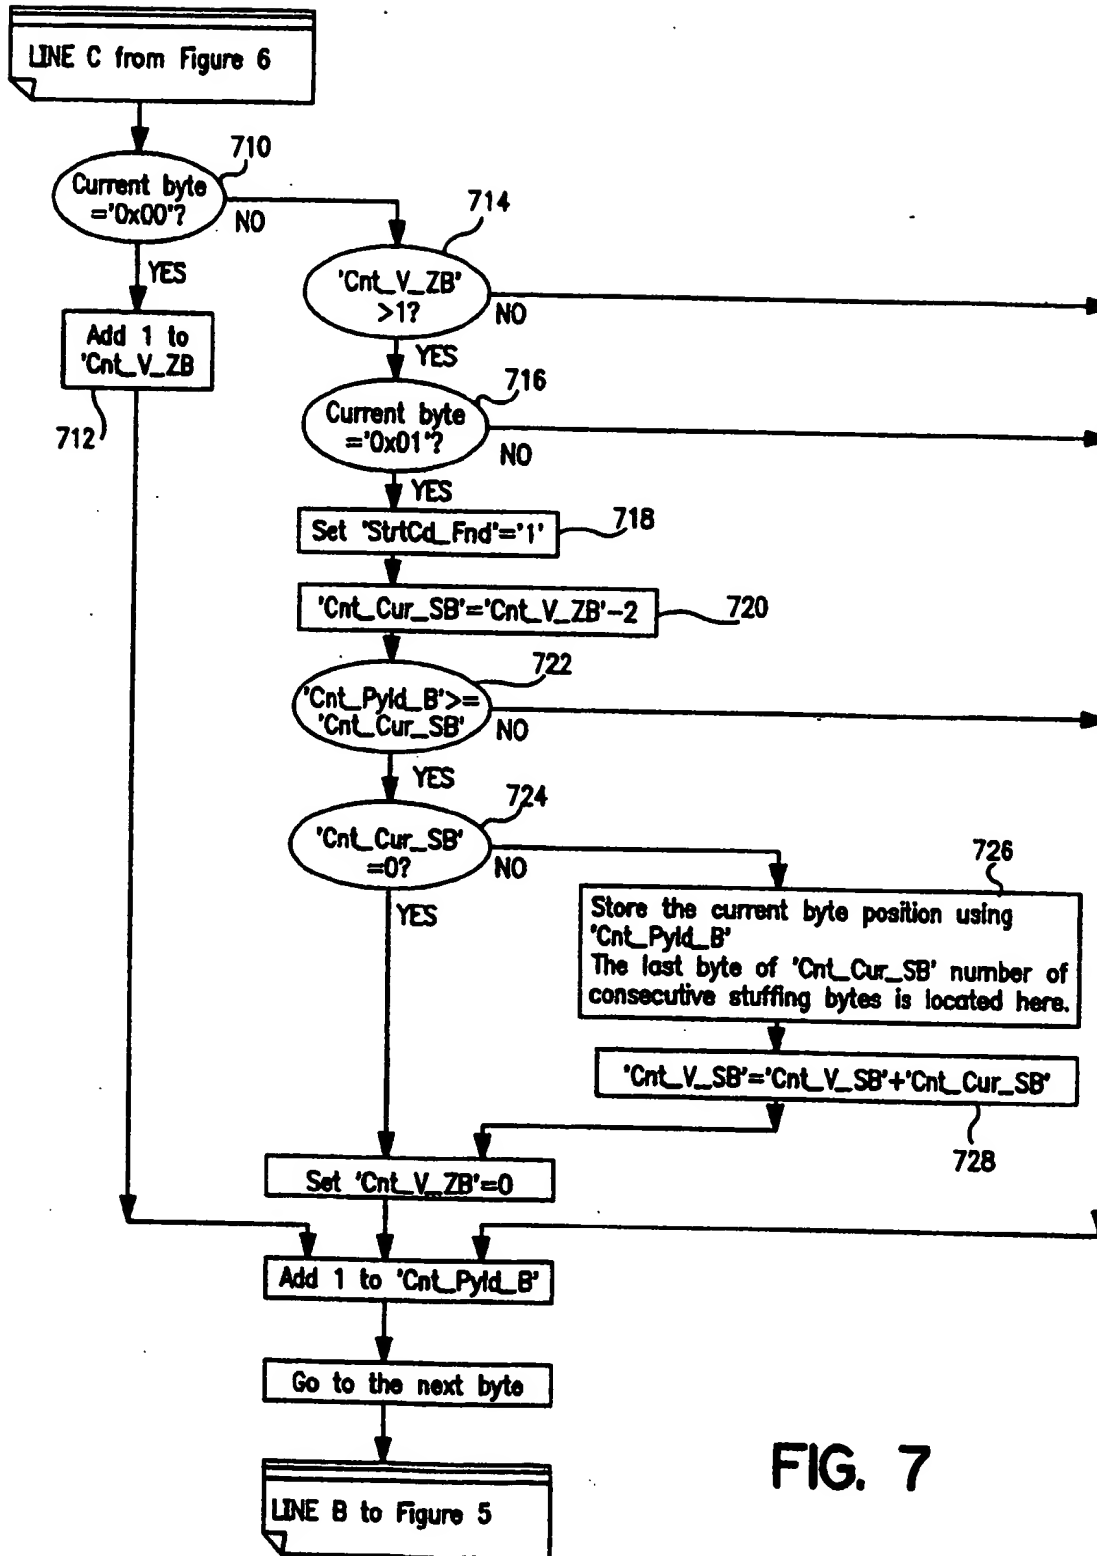 LINE C from Figure 6
710
Current byte
='0x00'?
NO
YES
Add 1 to
'Cnt_V_ZB
712
714
'Cnt_V_ZB'
>1?
NO
YES
716
Current byte
='0x01'?
NO
YES
Set 'StrtCd_Fnd'='1'
718
'Cnt_Cur_SB'='Cnt_V_ZB'-2
720
722
'Cnt_Pyld_B'>=
'Cnt_Cur_SB'
NO
YES
724
'Cnt_Cur_SB'
=0?
NO
YES
726
Store the current byte position using
'Cnt_Pyld_B'
The last byte of 'Cnt_Cur_SB' number of
consecutive stuffing bytes is located here.
'Cnt_V_SB'='Cnt_V_SB'+'Cnt_Cur_SB'
728
Set 'Cnt_V_ZB'=0
Add 1 to 'Cnt_Pyld_B'
Go to the next byte
LINE B to Figure 5
FIG. 7